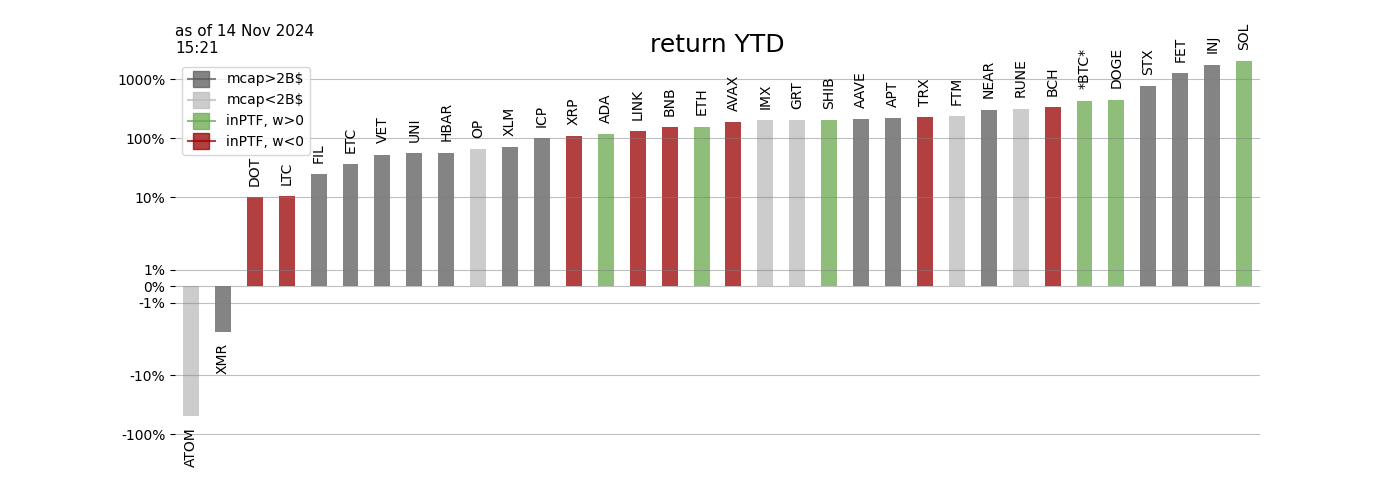 as of 14 Nov 2024
15:21
return YTD
mcap>2B$
mcap<2B$
inPTF, w>0
inPTF, w<0
1000%
100%
10%
1%
0%
-1%
-10%
-100%
ATOM
XMR
DOT
LTC
FIL
ETC
VET
UNI
HBAR
OP
XLM
ICP
XRP
ADA
LINK
BNB
ETH
AVAX
IMX
GRT
SHIB
AAVE
APT
TRX
FTM
NEAR
RUNE
BCH
*BTC*
DOGE
STX
FET
INJ
SOL